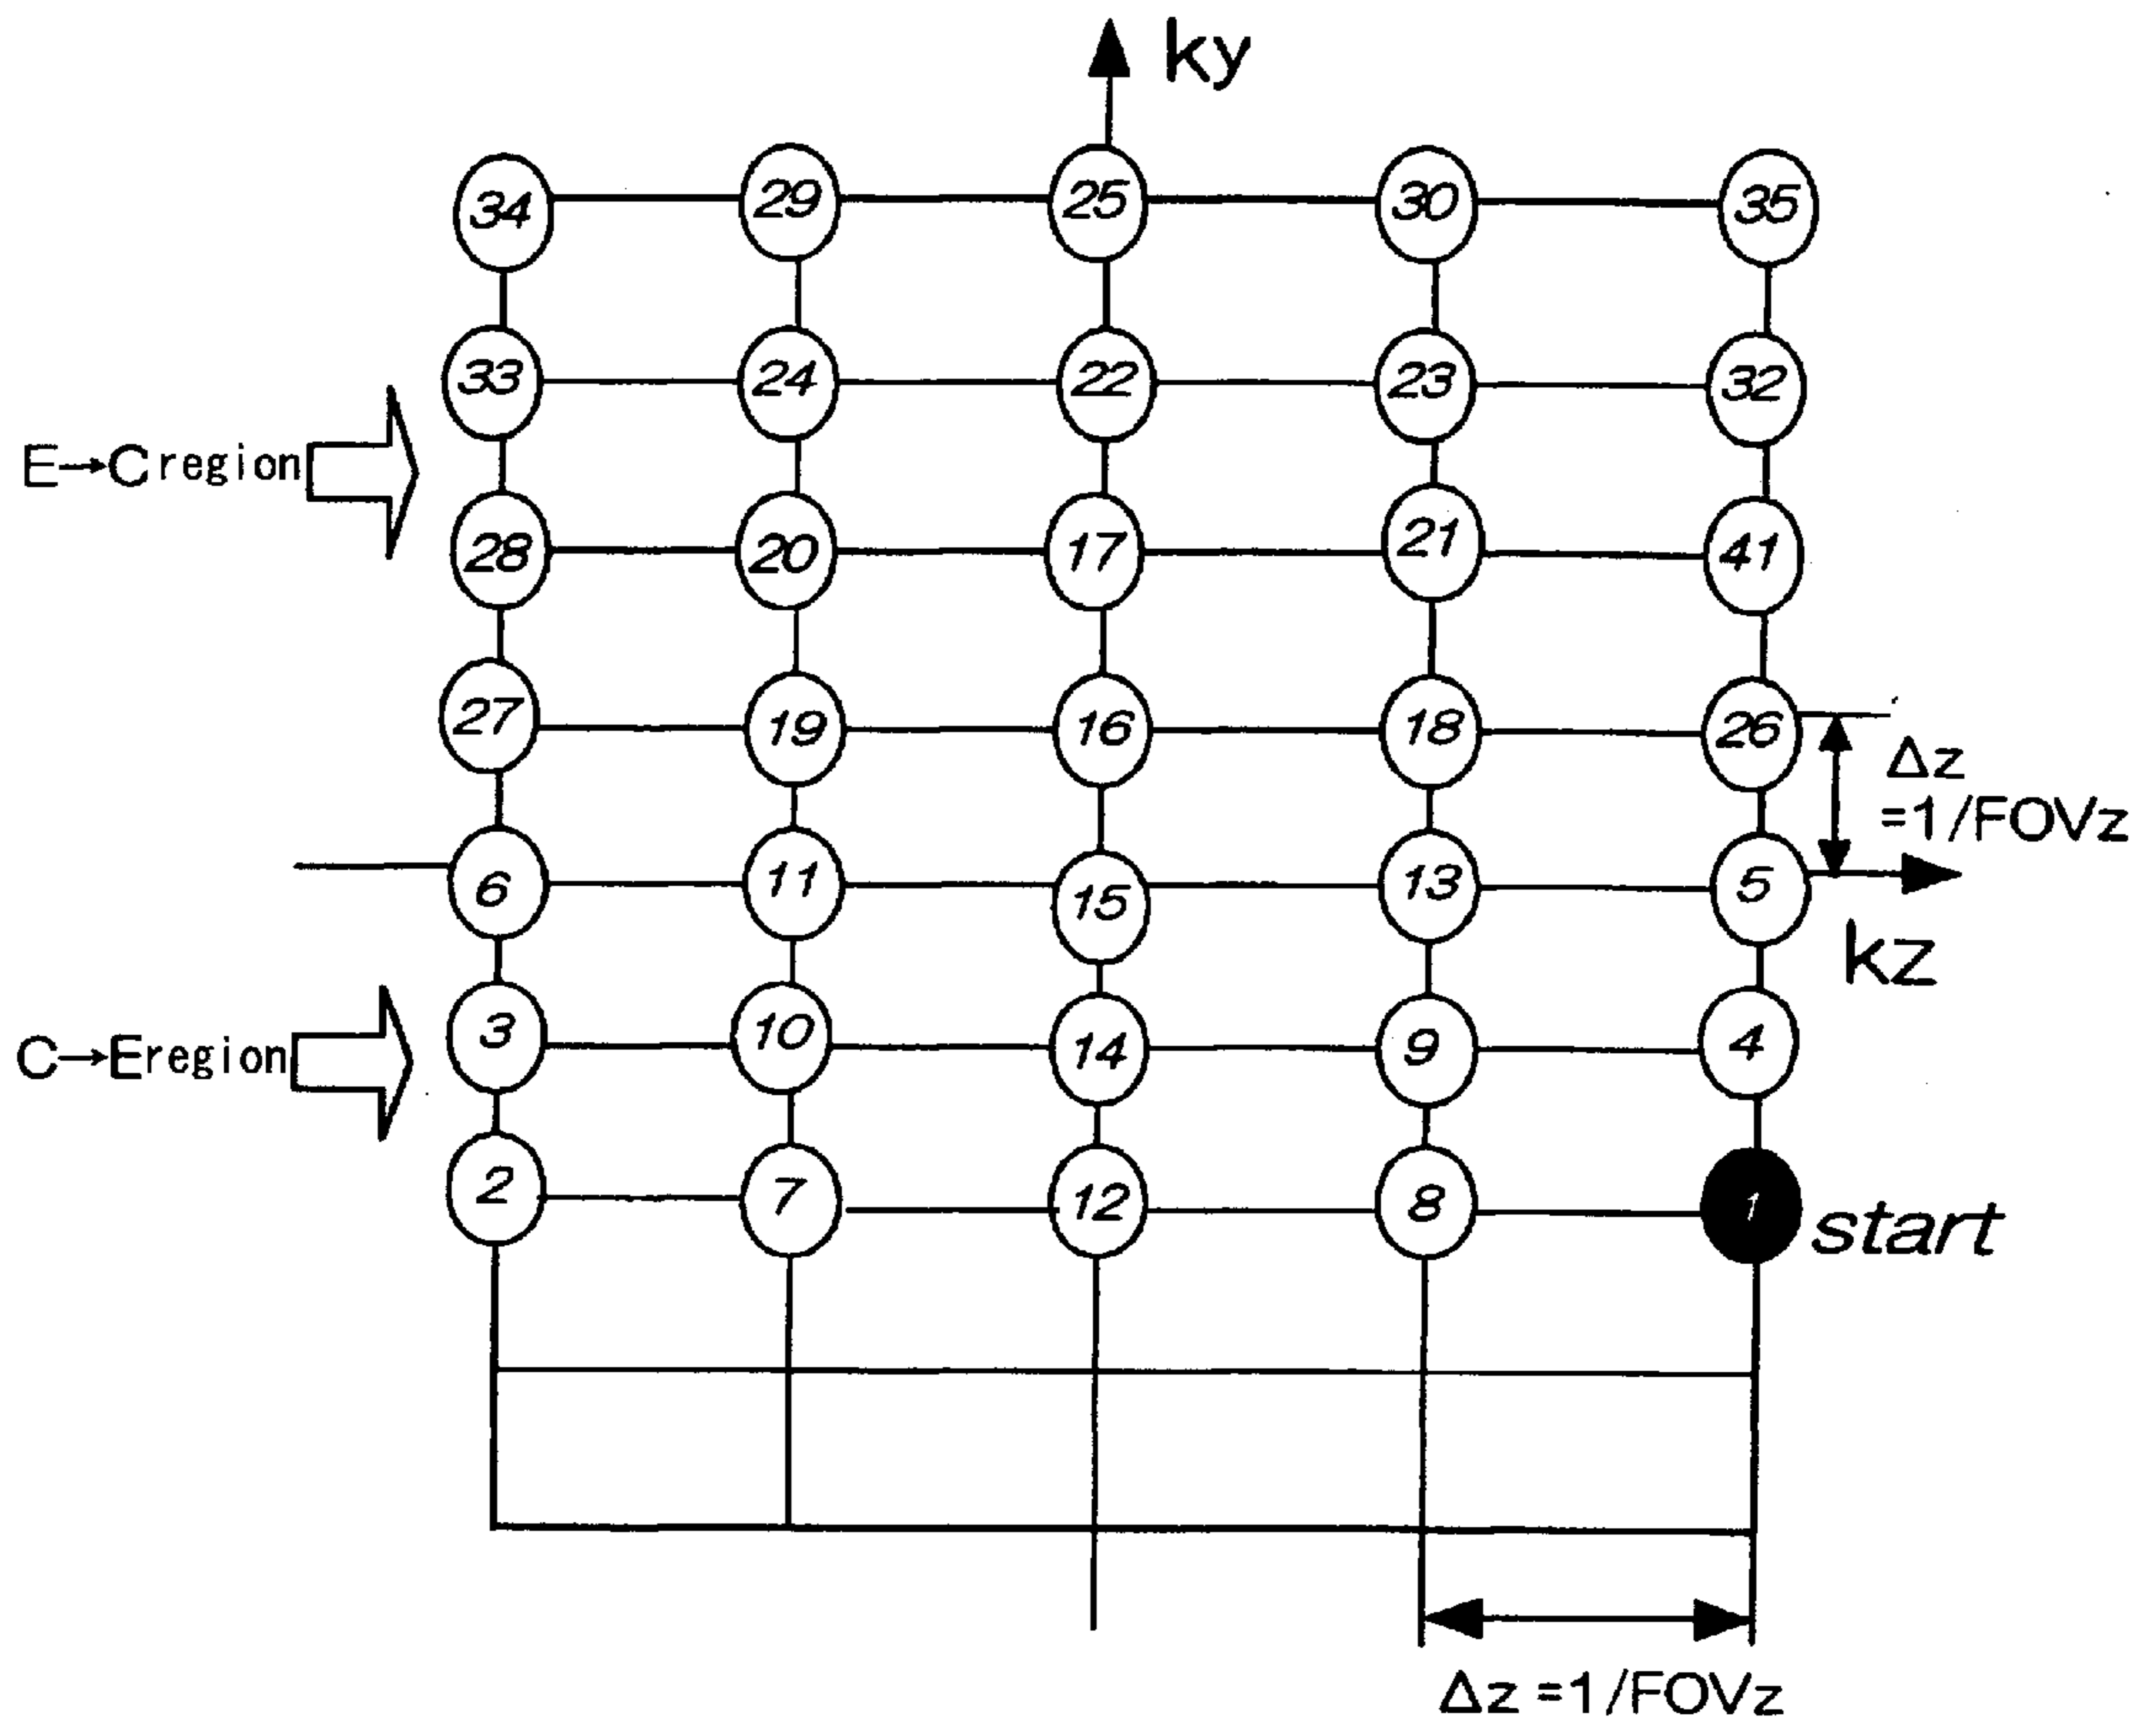 ky
34 29 25 30 35
33 24 22 23 32
E→Cregion
28 20 17 21 41
27 19 16 18 26
Δz
=1/FOVz
6 11 15 13 5
kz
3 10 14 9 4
C→Eregion
2 7 12 8 1
start
Δz =1/FOVz